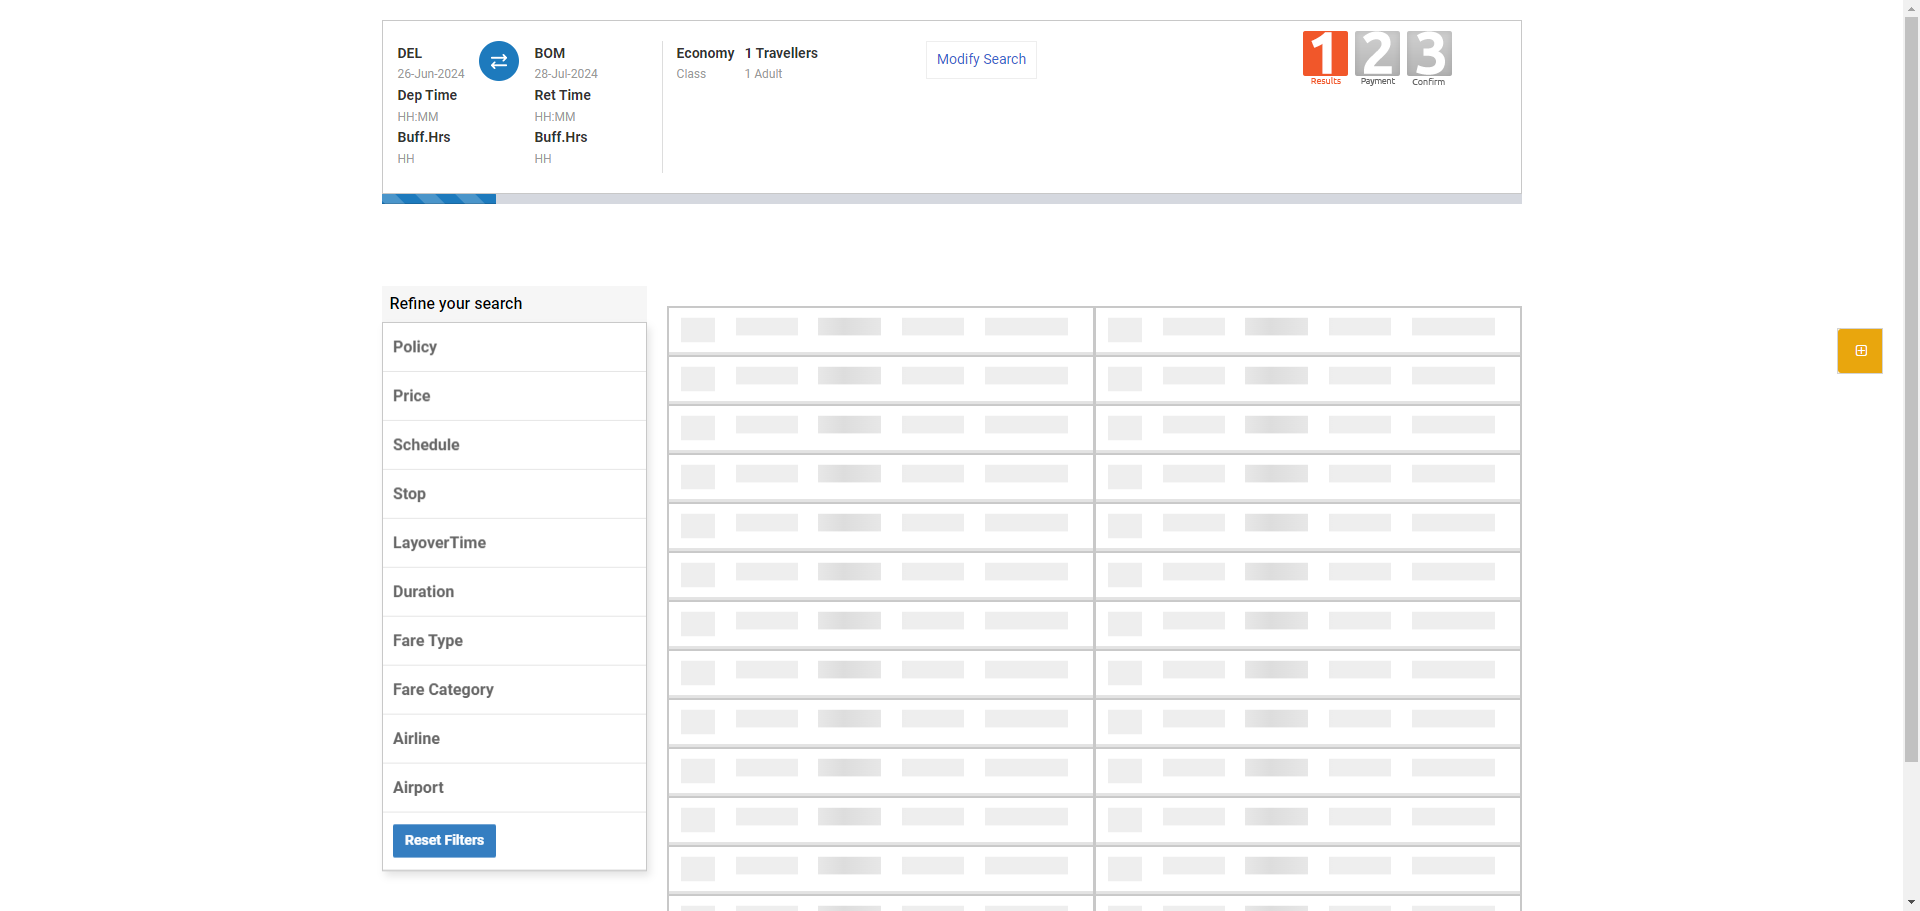 DEL
26-Jun-2024
Dep Time
HH:MM
Buff.Hrs
HH
BOM
28-Jul-2024
Ret Time
HH:MM
Buff.Hrs
HH
Economy
Class
1 Travellers
1 Adult
Modify Search
1
Results
2
Payment
3
Confirm
Refine your search
Policy
Price
Schedule
Stop
LayoverTime
Duration
Fare Type
Fare Category
Airline
Airport
Reset Filters